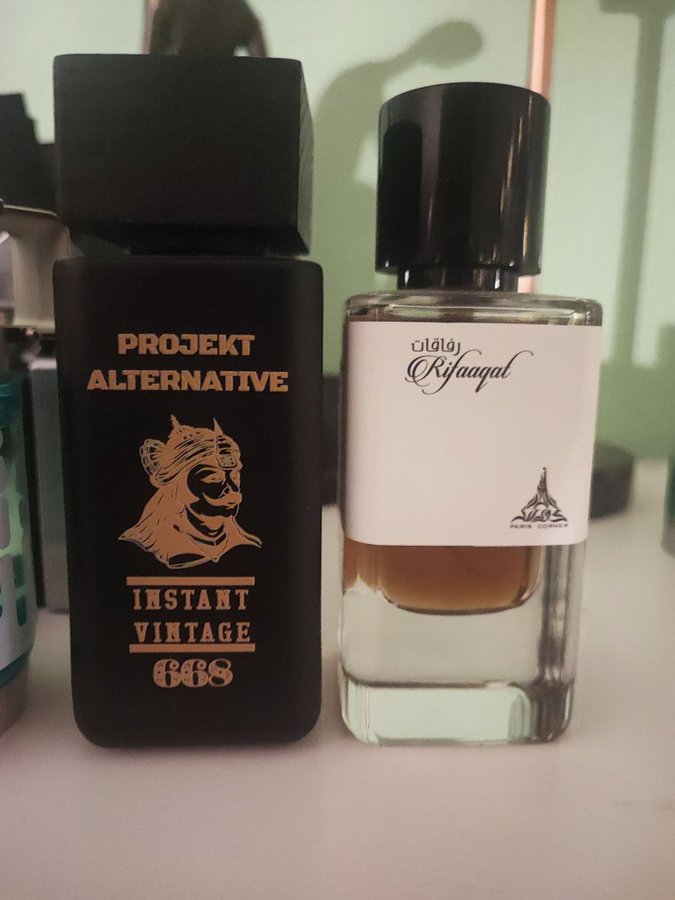 PROJEKT
ALTERNATIVE
INSTANT
VINTAGE
668
رفاقات
Rifaaqat
PARIS CORNER